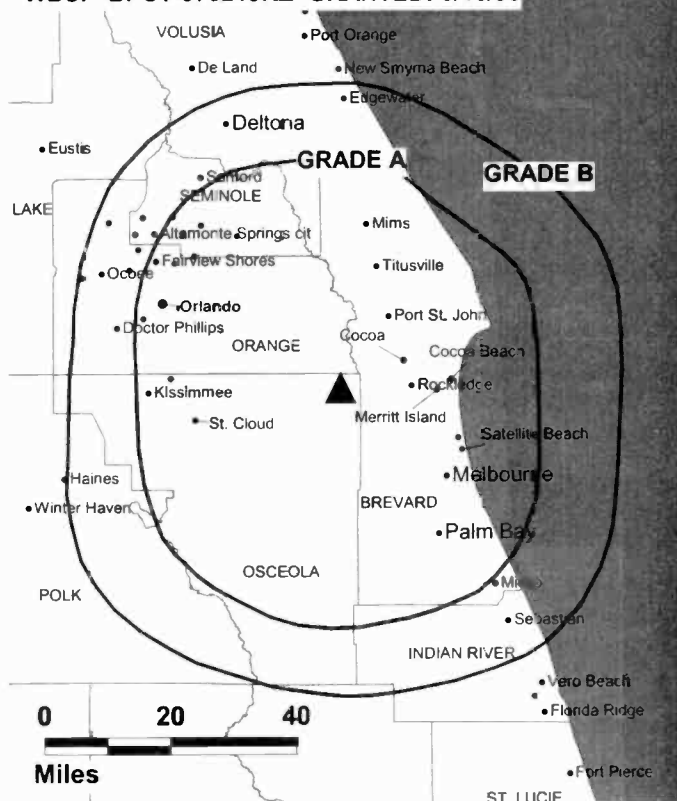 VOLUSIA
Port Orange
De Land
New Smyrna Beach
Edgewater
Deltona
Eustis
GRADE A
GRADE B
Sanford
SEMINOLE
LAKE
Mims
Altamonte Springs cit
Fairview Shores
Titusville
Ocoee
Orlando
Port St. John
Doctor Phillips
ORANGE
Cocoa
Cocoa Beach
Rockledge
Kissimmee
Merritt Island
St. Cloud
Satellite Beach
Melbourne
Haines
BREVARD
Winter Haven
Palm Bay
OSCEOLA
Micco
POLK
Sebastian
INDIAN RIVER
Vero Beach
0 20 40
Florida Ridge
Miles
Fort Pierce
ST. LUCIE